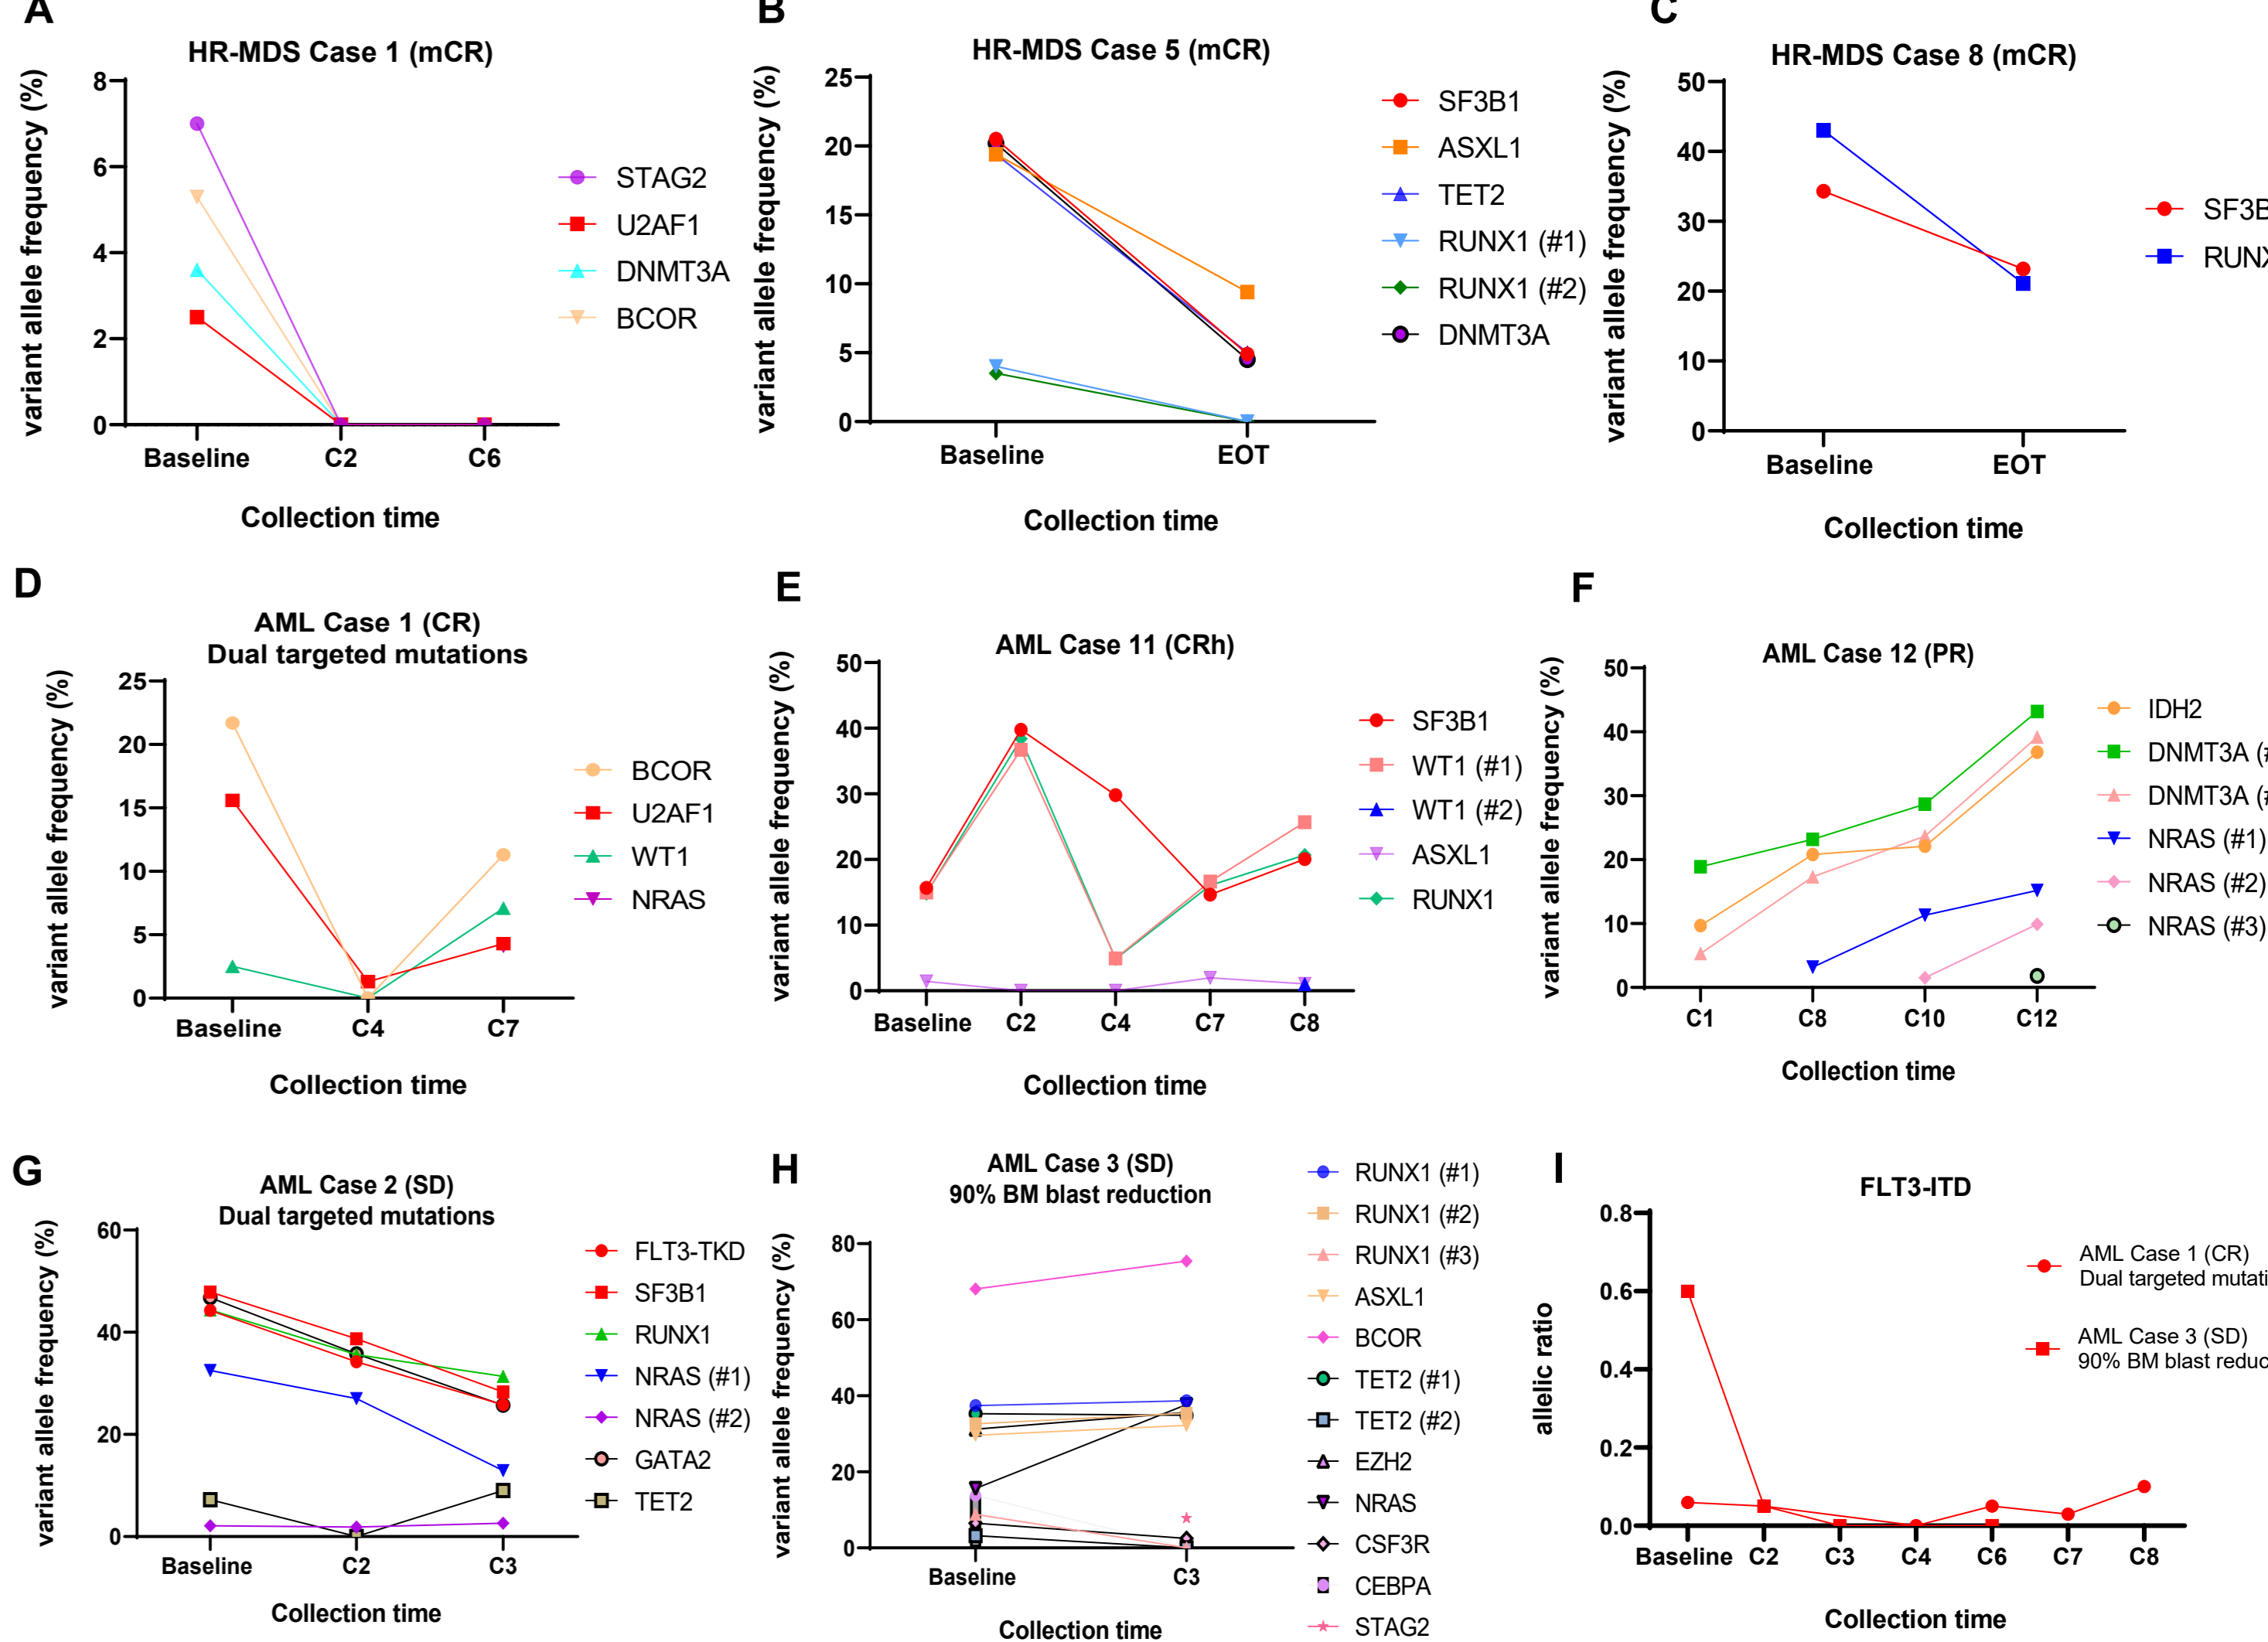 A
HR-MDS Case 1 (mCR)
variant allele frequency (%)
8
6
4
2
0
Baseline C2 C6
Collection time
STAG2
U2AF1
DNMT3A
BCOR
B
HR-MDS Case 5 (mCR)
variant allele frequency (%)
25
20
15
10
5
0
Baseline EOT
Collection time
SF3B1
ASXL1
TET2
RUNX1 (#1)
RUNX1 (#2)
DNMT3A
C
HR-MDS Case 8 (mCR)
variant allele frequency (%)
50
40
30
20
10
0
Baseline EOT
Collection time
SF3B
RUNX
D
AML Case 1 (CR)
Dual targeted mutations
variant allele frequency (%)
25
20
15
10
5
0
Baseline C4 C7
Collection time
BCOR
U2AF1
WT1
NRAS
E
AML Case 11 (CRh)
variant allele frequency (%)
50
40
30
20
10
0
Baseline C2 C4 C7 C8
Collection time
SF3B1
WT1 (#1)
WT1 (#2)
ASXL1
RUNX1
F
AML Case 12 (PR)
variant allele frequency (%)
50
40
30
20
10
0
C1 C8 C10 C12
Collection time
IDH2
DNMT3A (#
DNMT3A (#
NRAS (#1)
NRAS (#2)
NRAS (#3)
G
AML Case 2 (SD)
Dual targeted mutations
variant allele frequency (%)
60
40
20
0
Baseline C2 C3
Collection time
FLT3-TKD
SF3B1
RUNX1
NRAS (#1)
NRAS (#2)
GATA2
TET2
H
AML Case 3 (SD)
90% BM blast reduction
variant allele frequency (%)
80
60
40
20
0
Baseline C3
Collection time
RUNX1 (#1)
RUNX1 (#2)
RUNX1 (#3)
ASXL1
BCOR
TET2 (#1)
TET2 (#2)
EZH2
NRAS
CSF3R
CEBPA
STAG2
I
FLT3-ITD
allelic ratio
0.8
0.6
0.4
0.2
0.0
Baseline C2 C3 C4 C6 C7 C8
Collection time
AML Case 1 (CR)
Dual targeted mutati
AML Case 3 (SD)
90% BM blast reduc